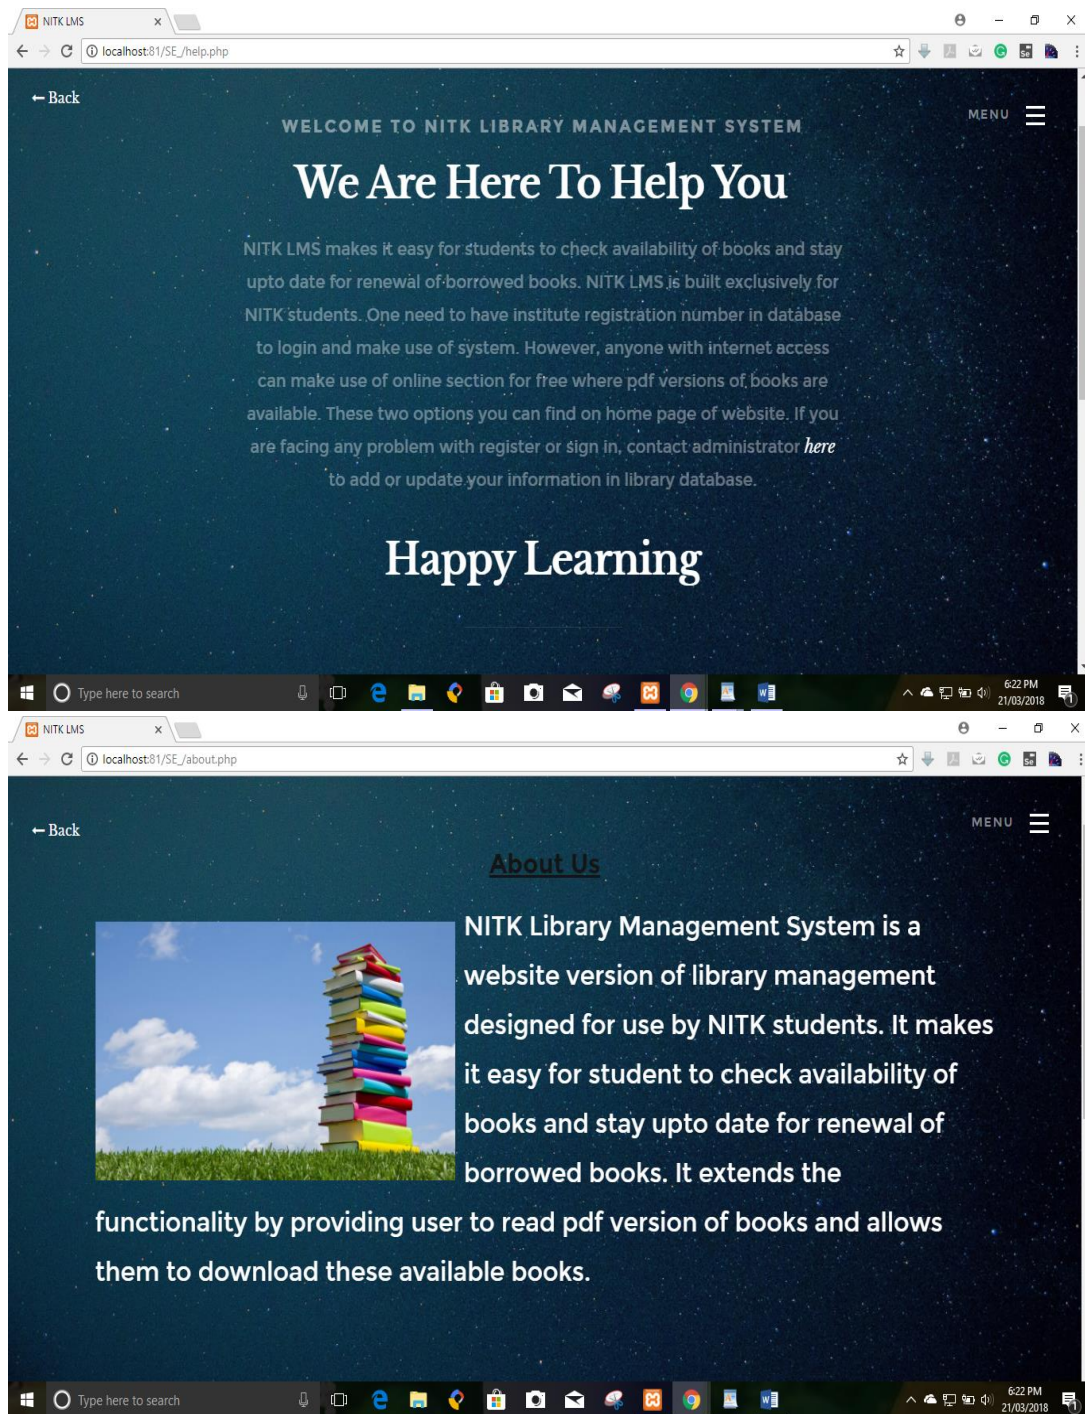 NITK LMS
localhost:81/SE_/help.php
Back
MENU
WELCOME TO NITK LIBRARY MANAGEMENT SYSTEM
We Are Here To Help You
NITK LMS makes it easy for students to check availability of books and stay
upto date for renewal of borrowed books. NITK LMS is built exclusively for
NITK students. One need to have institute registration number in database
to login and make use of system. However, anyone with internet access
can make use of online section for free where pdf versions of books are
available. These two options you can find on home page of website. If you
are facing any problem with register or sign in, contact administrator here
to add or update your information in library database.
Happy Learning
Type here to search
6:22 PM
21/03/2018
NITK LMS
localhost:81/SE_/about.php
Back
MENU
About Us
NITK Library Management System is a
website version of library management
designed for use by NITK students. It makes
it easy for student to check availability of
books and stay upto date for renewal of
borrowed books. It extends the
functionality by providing user to read pdf version of books and allows
them to download these available books.
Type here to search
6:22 PM
21/03/2018